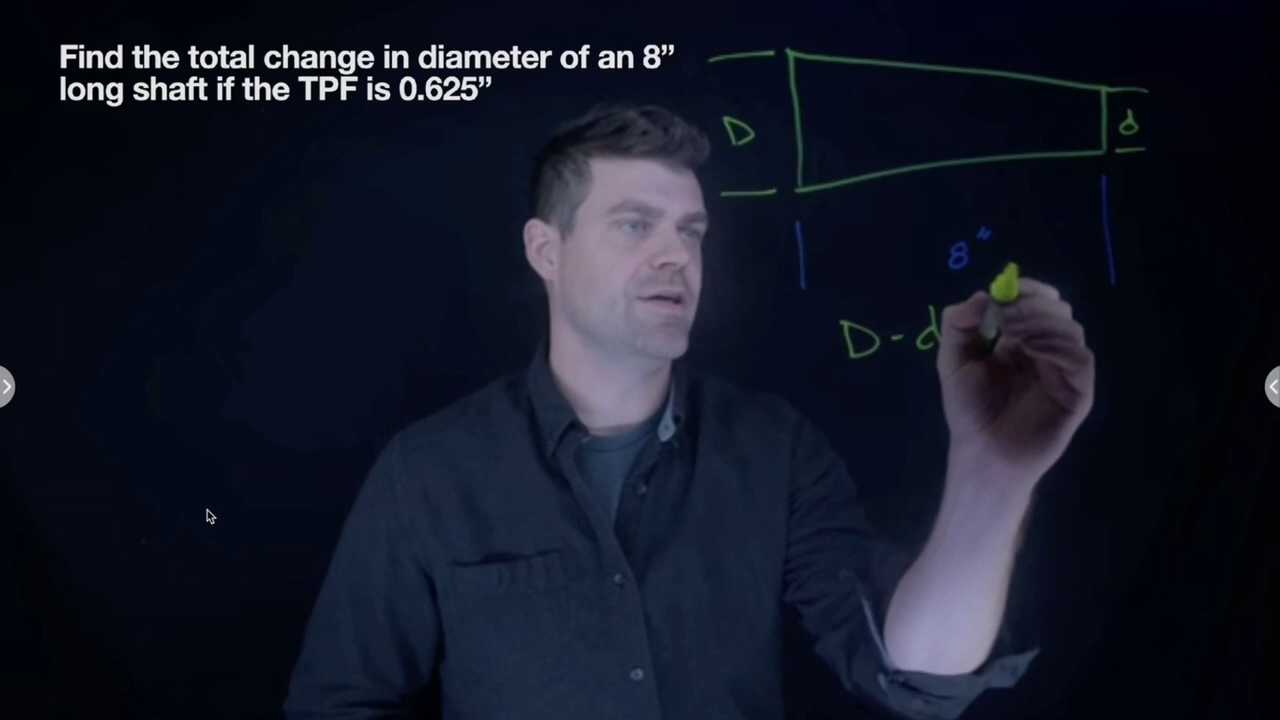 Find the total change in diameter of an 8”
long shaft if the TPF is 0.625”
D
d
8"
D - d